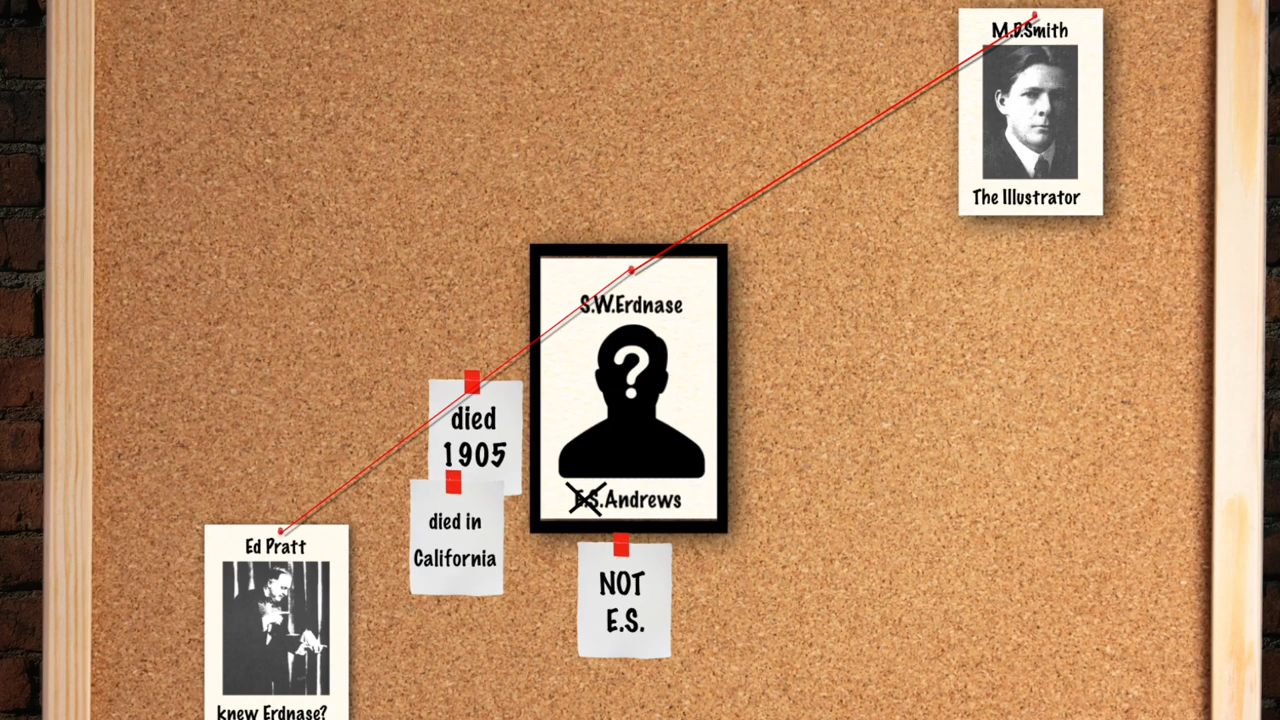 M.D.Smith
The Illustrator
S.W.Erdnase
E.S.Andrews
died
1905
died in
California
NOT
E.S.
Ed Pratt
knew Erdnase?